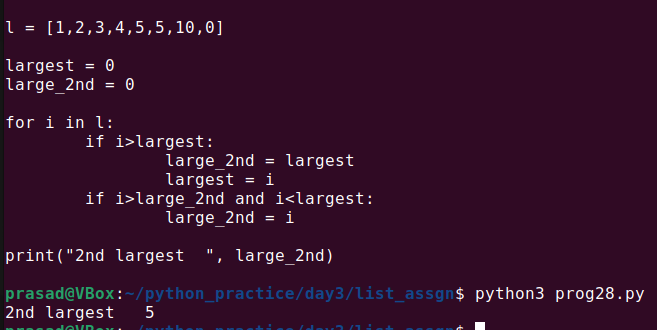 l = [1,2,3,4,5,5,10,0]
largest = 0
large_2nd = 0
for i in l:
        if i>largest:
                large_2nd = largest
                largest = i
        if i>large_2nd and i<largest:
                large_2nd = i
print("2nd largest  ", large_2nd)
prasad@VBox:~/python_practice/day3/list_assgn$ python3 prog28.py
2nd largest   5
prasad@VBox:~/python_practice/day3/list_assgn$